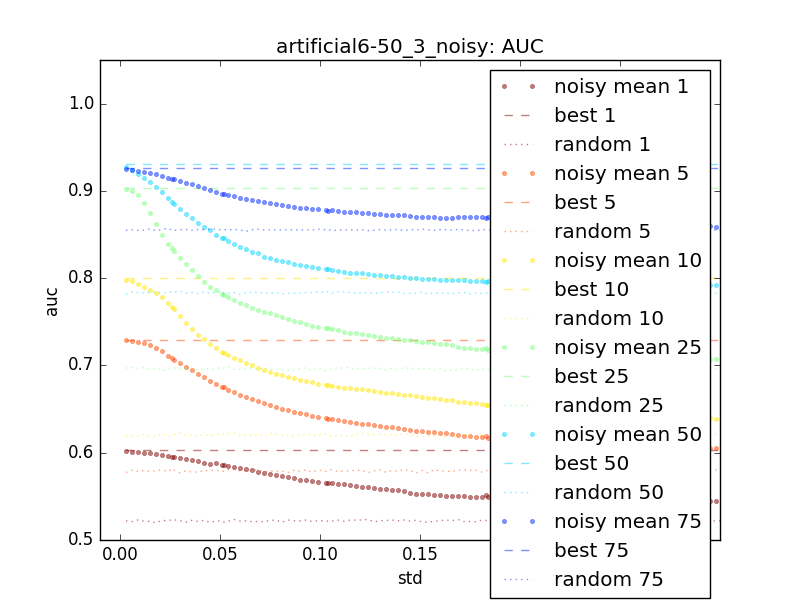 artificial6-50_3_noisy: AUC
1.0
0.9
0.8
0.7
0.6
0.5
auc
0.00
0.05
0.10
0.15
std
noisy mean 1
best 1
random 1
noisy mean 5
best 5
random 5
noisy mean 10
best 10
random 10
noisy mean 25
best 25
random 25
noisy mean 50
best 50
random 50
noisy mean 75
best 75
random 75